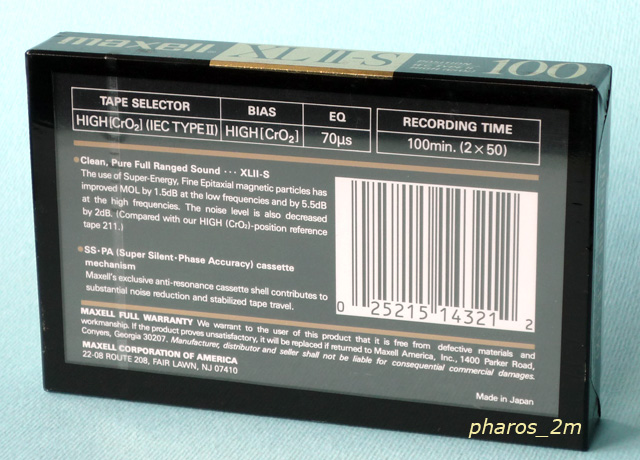 maxell XLII-S 100
TAPE SELECTOR BIAS EQ RECORDING TIME
HIGH[CrO₂] (IEC TYPE II) HIGH[CrO₂] 70μs 100min. (2×50)
Clean, Pure Full Ranged Sound ··· XLII-S
The use of Super-Energy, Fine Epitaxial magnetic particles has
improved MOL by 1.5dB at the low frequencies and by 5.5dB
at the high frequencies. The noise level is also decreased
by 2dB. (Compared with our HIGH (CrO₂)-position reference
tape 211.)
SS·PA (Super Silent·Phase Accuracy) cassette
mechanism
Maxell's exclusive anti-resonance cassette shell contributes to
substantial noise reduction and stabilized tape travel.
0 25215 14321 2
MAXELL FULL WARRANTY We warrant to the user of this product that it is free from defective materials and
workmanship. If the product proves unsatisfactory, it will be replaced if returned to Maxell America, Inc., 1400 Parker Road,
Conyers, Georgia 30207. Manufacturer, distributor and seller shall not be liable for consequential commercial damages.
MAXELL CORPORATION OF AMERICA
22-08 ROUTE 208, FAIR LAWN, NJ 07410
Made in Japan
pharos_2m